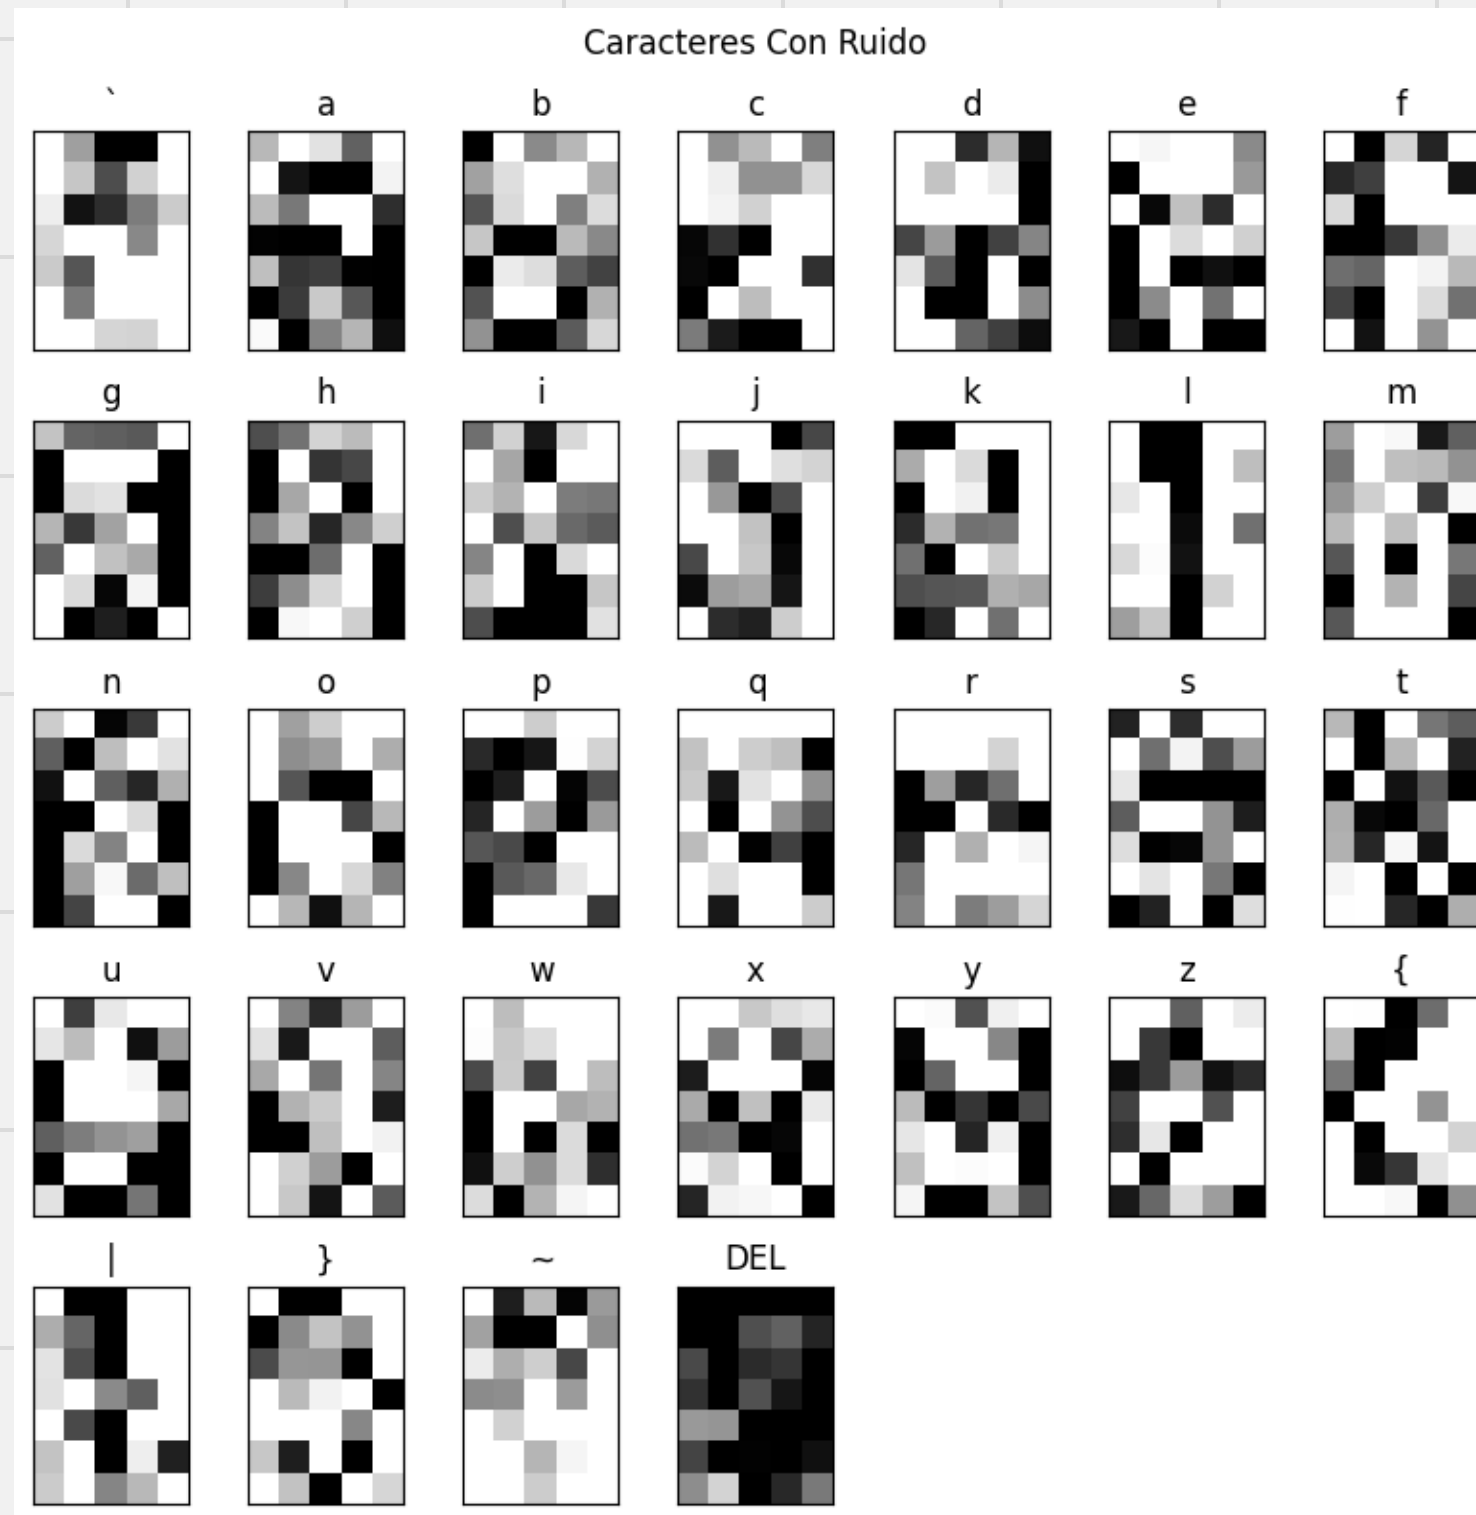 Caracteres Con Ruido
` a b c d e f
g h i j k l m
n o p q r s t
u v w x y z {
| } ~ DEL